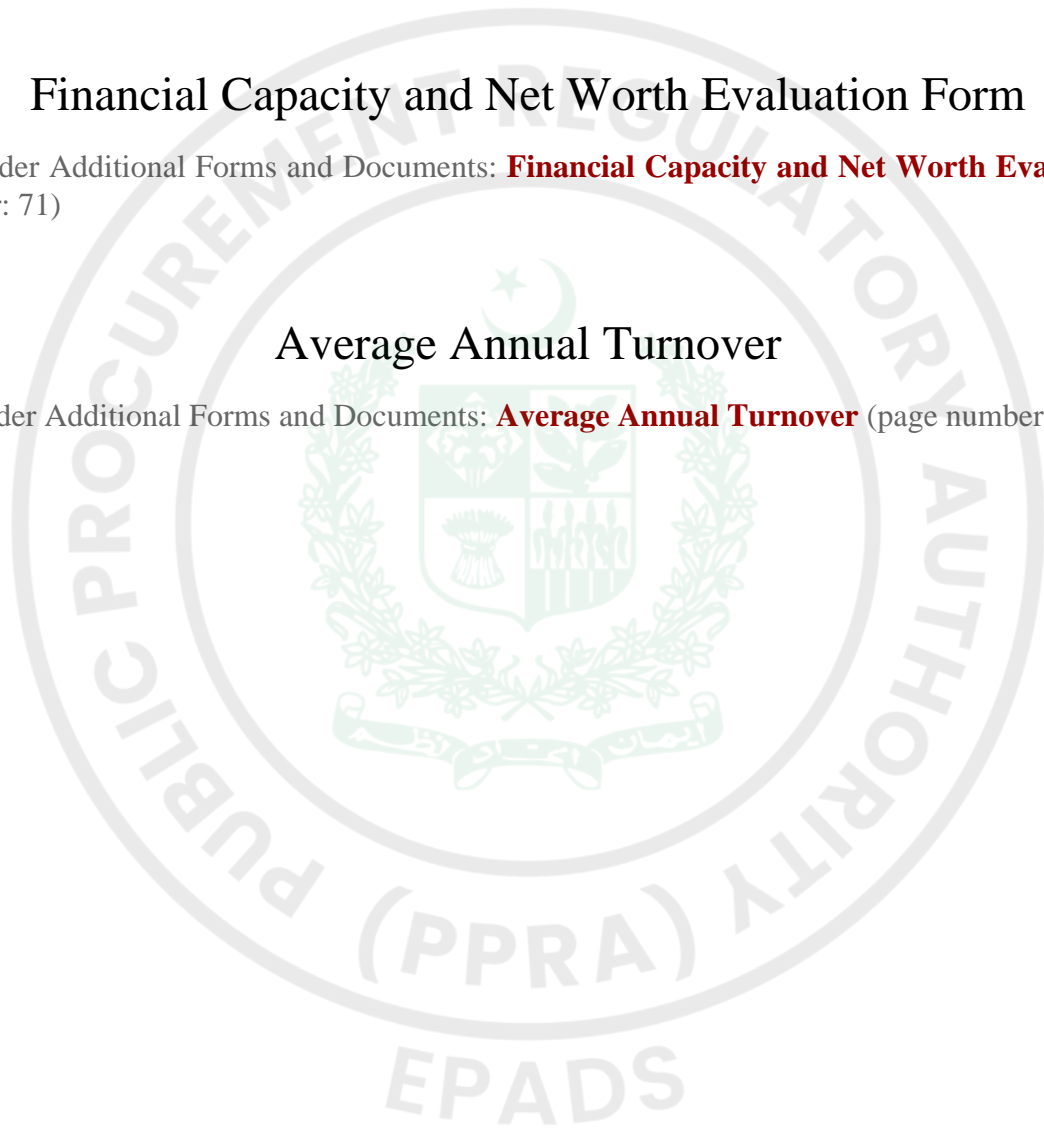 Financial Capacity and Net Worth Evaluation Form
der Additional Forms and Documents: Financial Capacity and Net Worth Eva
: 71)
Average Annual Turnover
der Additional Forms and Documents: Average Annual Turnover (page number
PUBLIC PROCUREMENT REGULATORY AUTHORITY
(PPRA)
EPADS